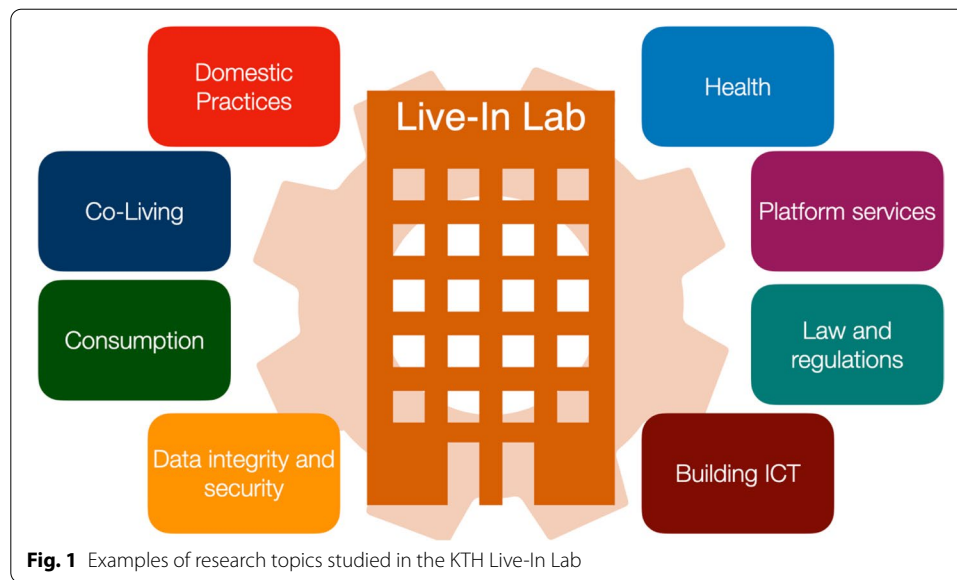 Live-In Lab
Domestic
Practices
Co-Living
Consumption
Data integrity and
security
Health
Platform services
Law and
regulations
Building ICT
Fig. 1 Examples of research topics studied in the KTH Live-In Lab